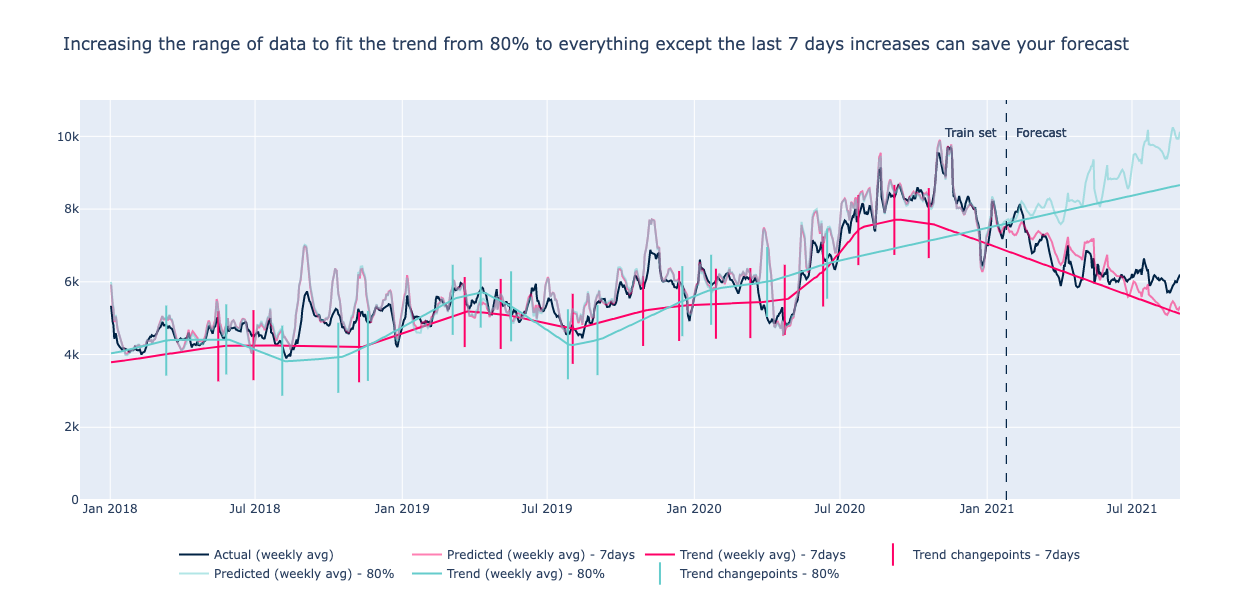 Increasing the range of data to fit the trend from 80% to everything except the last 7 days increases can save your forecast
10k
8k
6k
4k
2k
0
Train set
Forecast
Jan 2018
Jul 2018
Jan 2019
Jul 2019
Jan 2020
Jul 2020
Jan 2021
Jul 2021
Actual (weekly avg)
Predicted (weekly avg) - 7days
Trend (weekly avg) - 7days
Trend changepoints - 7days
Predicted (weekly avg) - 80%
Trend (weekly avg) - 80%
Trend changepoints - 80%